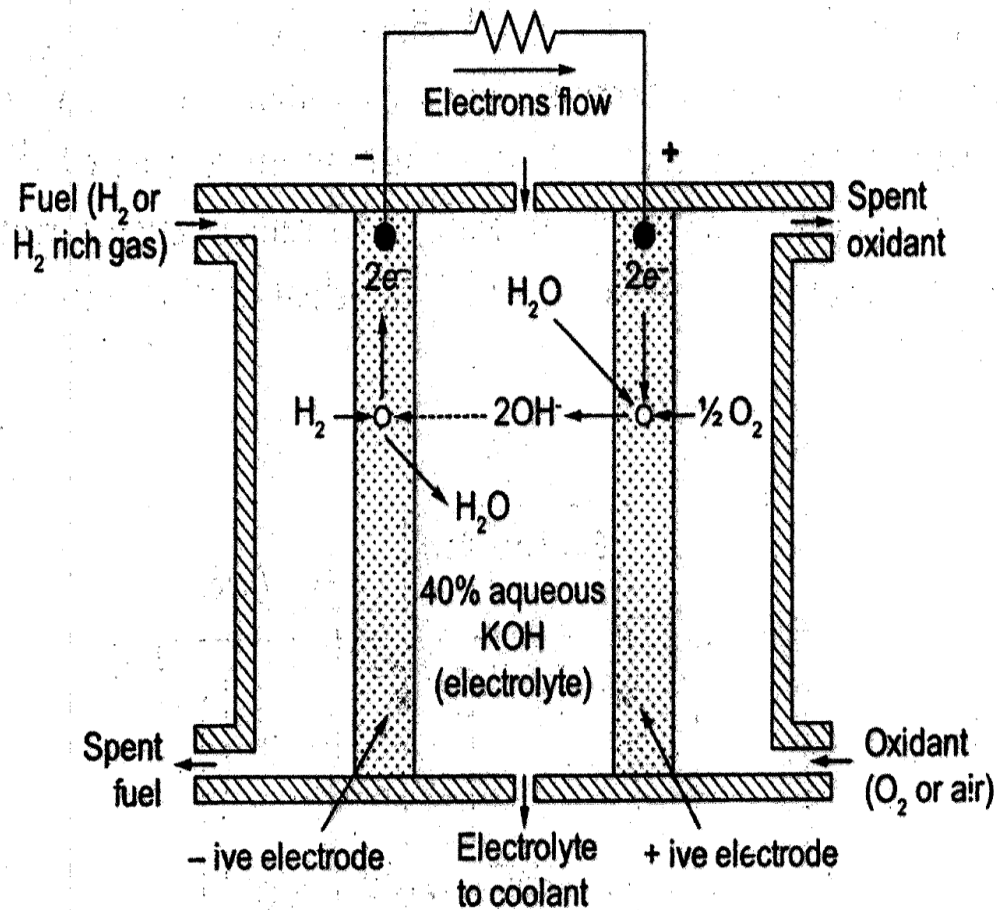 Electrons flow
–
+
Fuel (H₂ or
H₂ rich gas)
Spent
oxidant
2e⁻
2e⁻
H₂O
H₂
2OH⁻
½ O₂
H₂O
40% aqueous
KOH
(electrolyte)
Spent
fuel
Oxidant
(O₂ or air)
– ive electrode
Electrolyte
to coolant
+ ive electrode